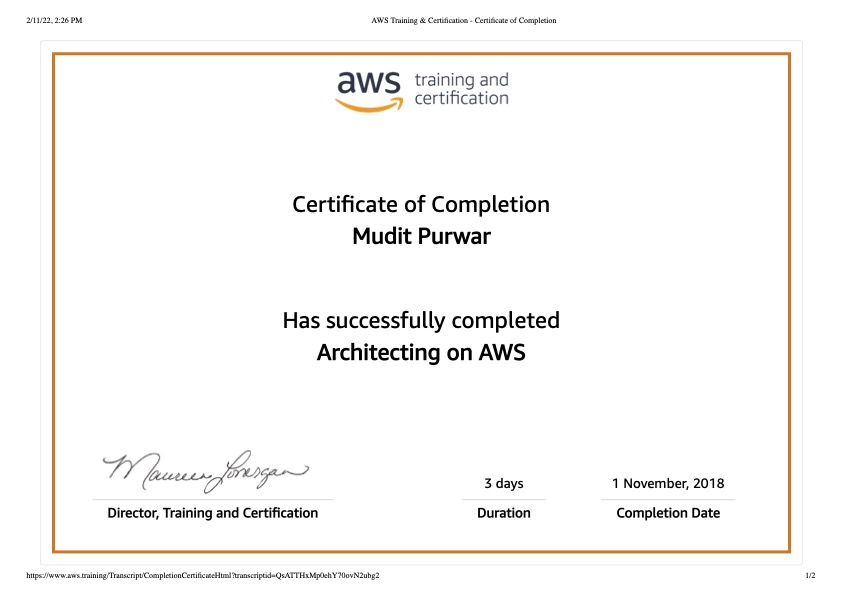 2/11/22, 2:26 PM
AWS Training & Certification - Certificate of Completion
aws training and
certification
Certificate of Completion
Mudit Purwar
Has successfully completed
Architecting on AWS
Maureen Lonergan
3 days
1 November, 2018
Director, Training and Certification
Duration
Completion Date
https://www.aws.training/Transcript/CompletionCertificateHtml?transcriptid=QsATTHxMp0ehY70ovN2ubg2
1/2